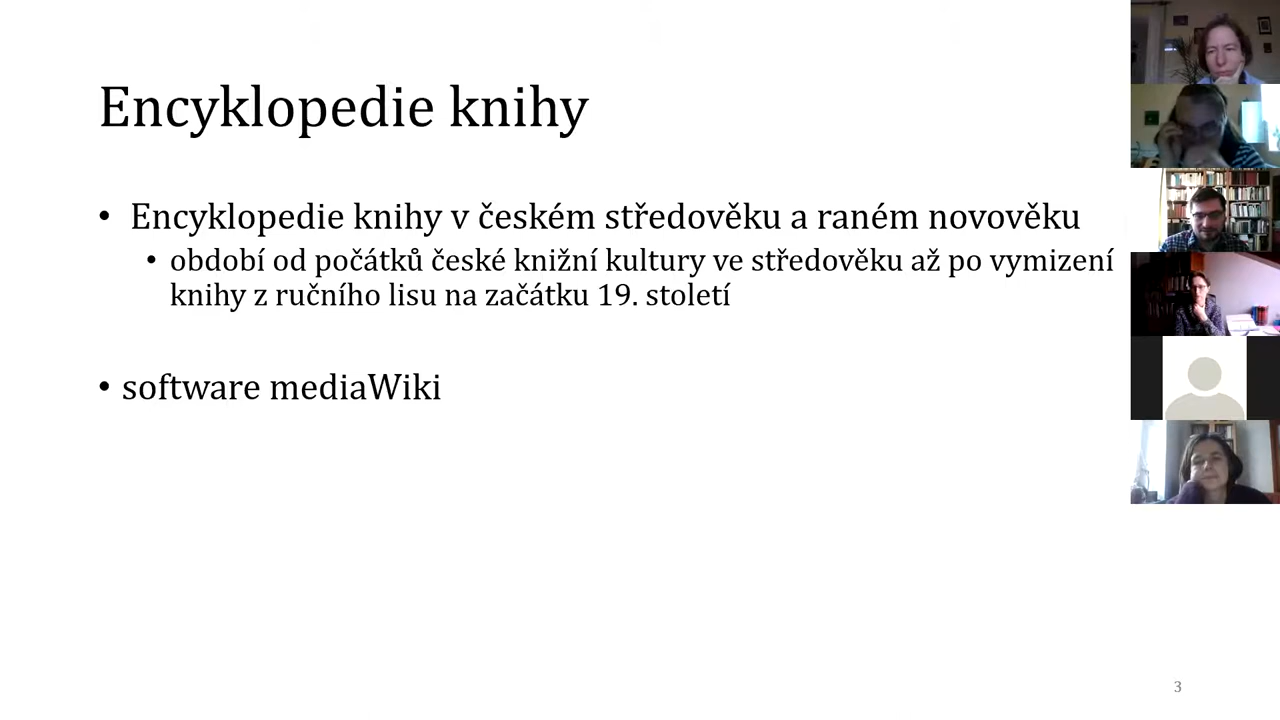 Encyklopedie knihy
• Encyklopedie knihy v českém středověku a raném novověku
• období od počátků české knižní kultury ve středověku až po vymizení
knihy z ručního lisu na začátku 19. století
• software mediaWiki
3